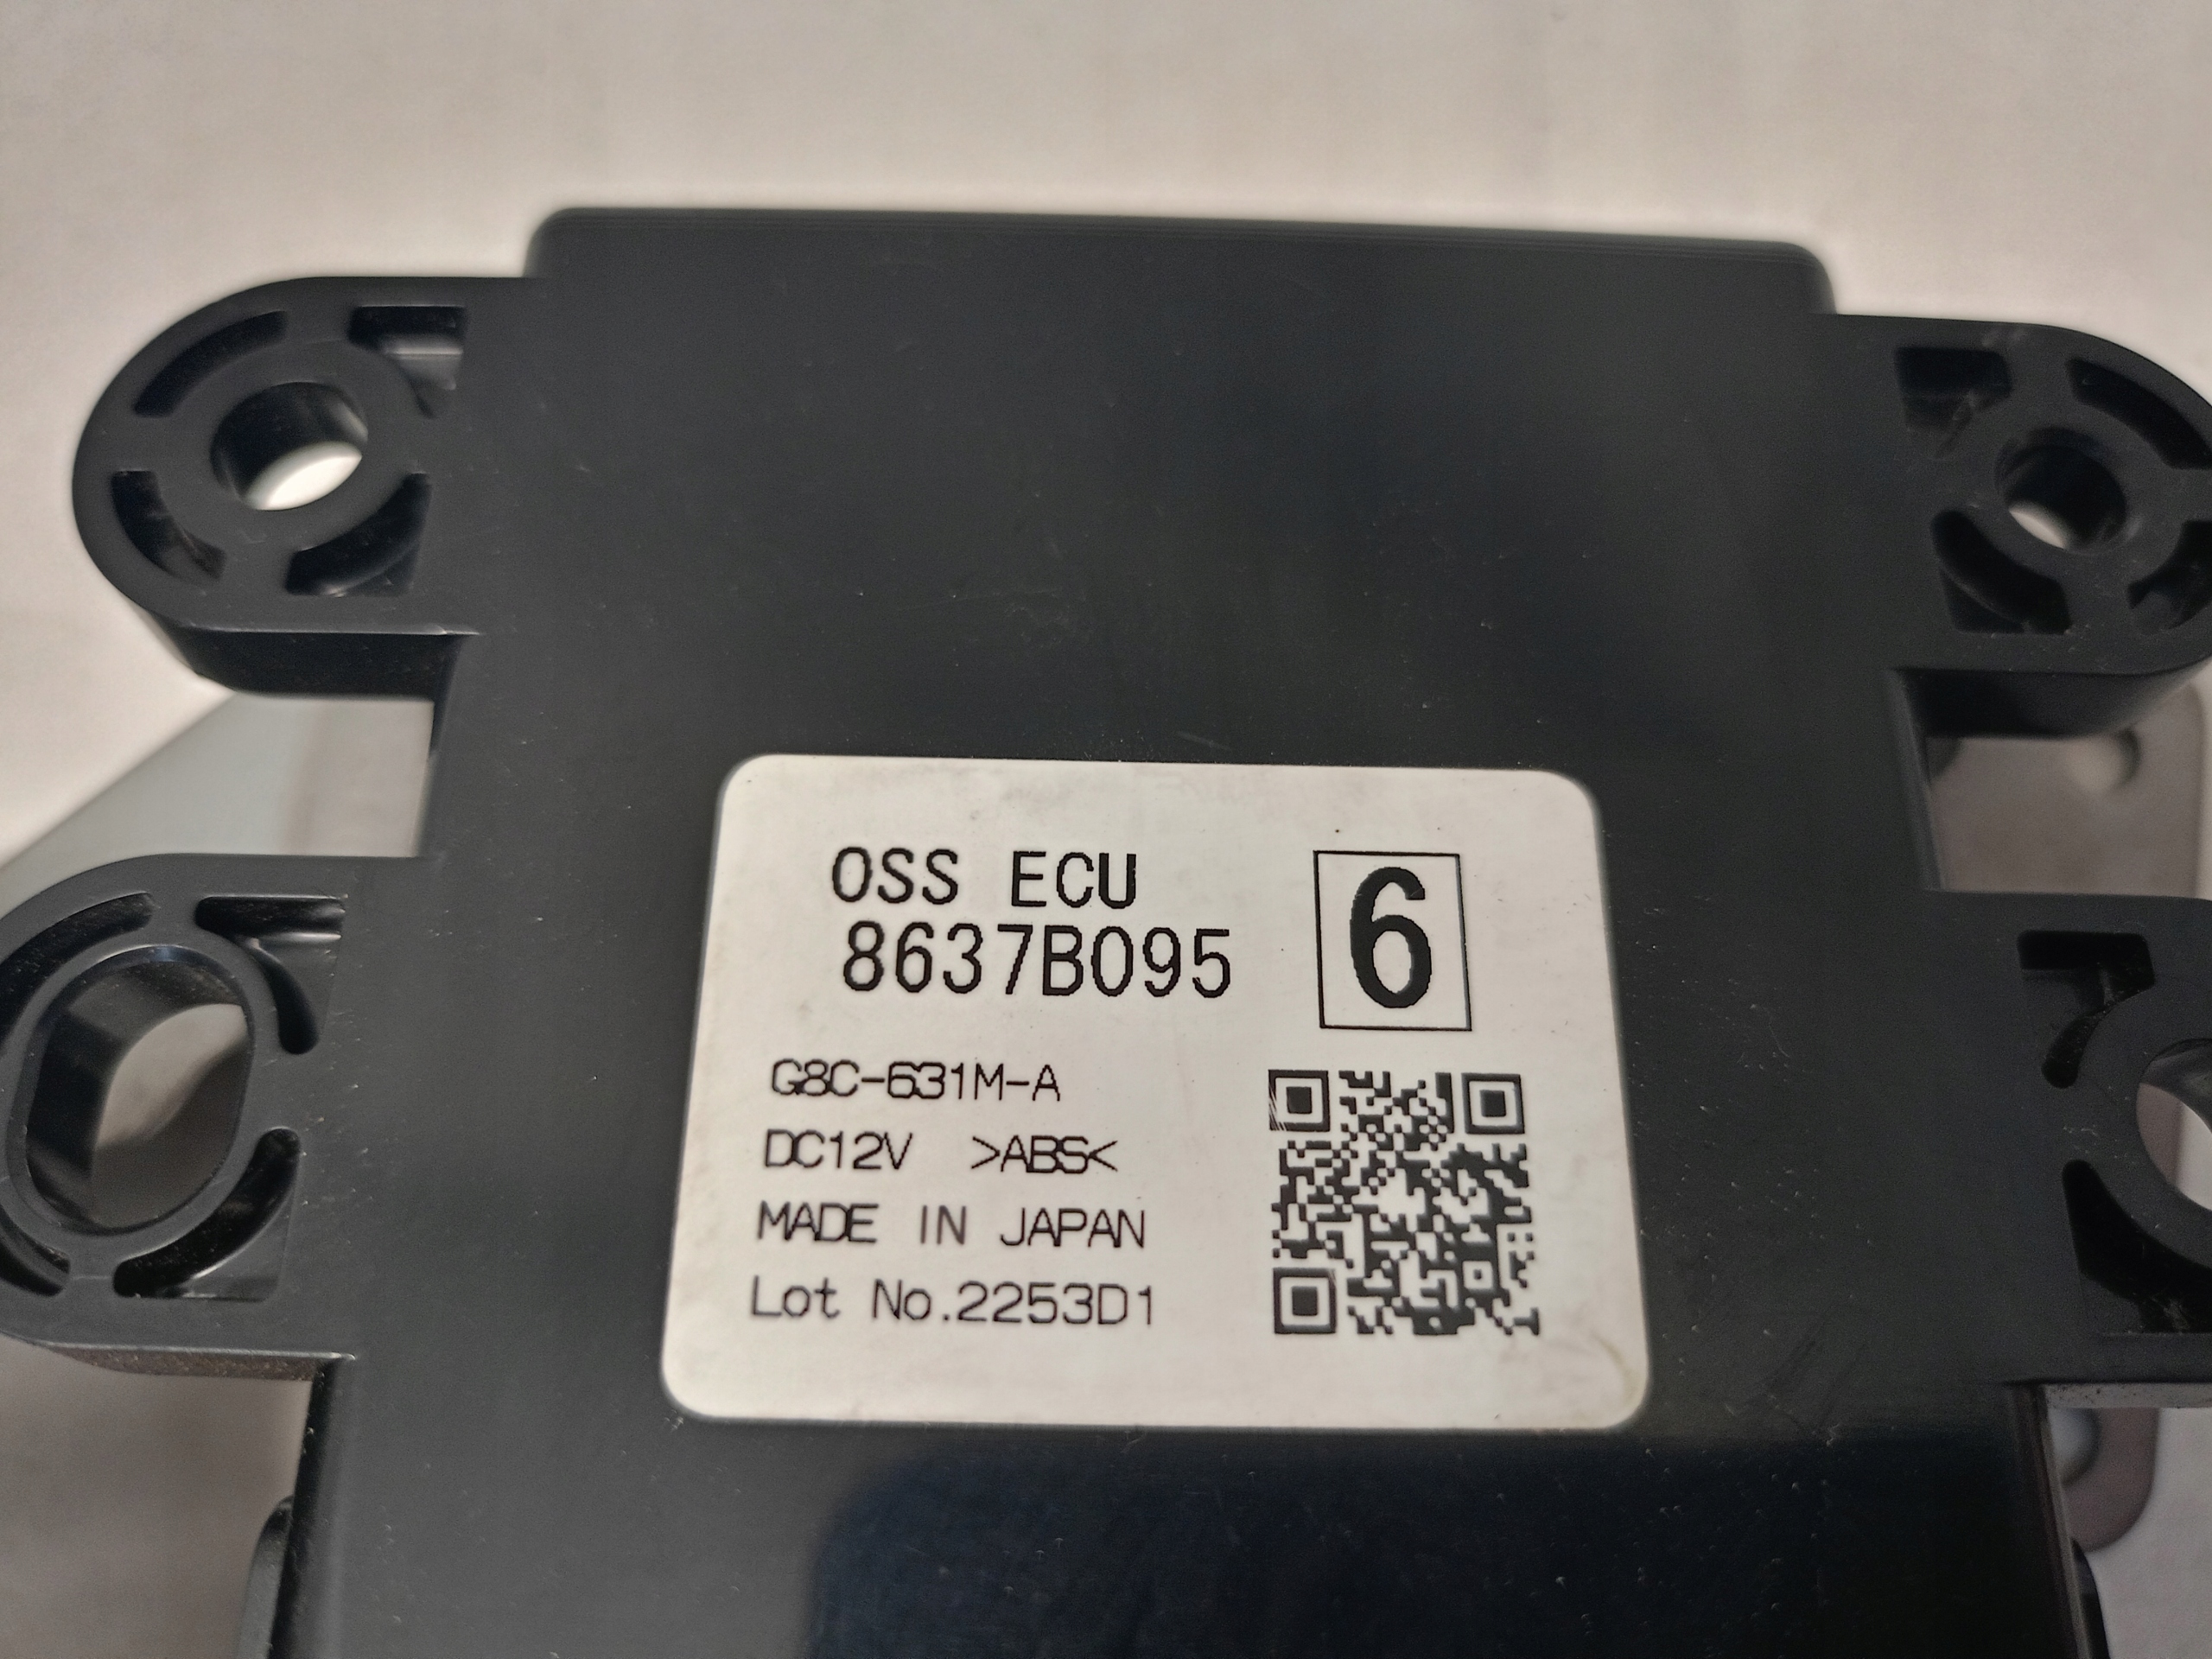 OSS ECU
8637B095
6
G8C-631M-A
DC12V >ABS<
MADE IN JAPAN
Lot No.2253D1